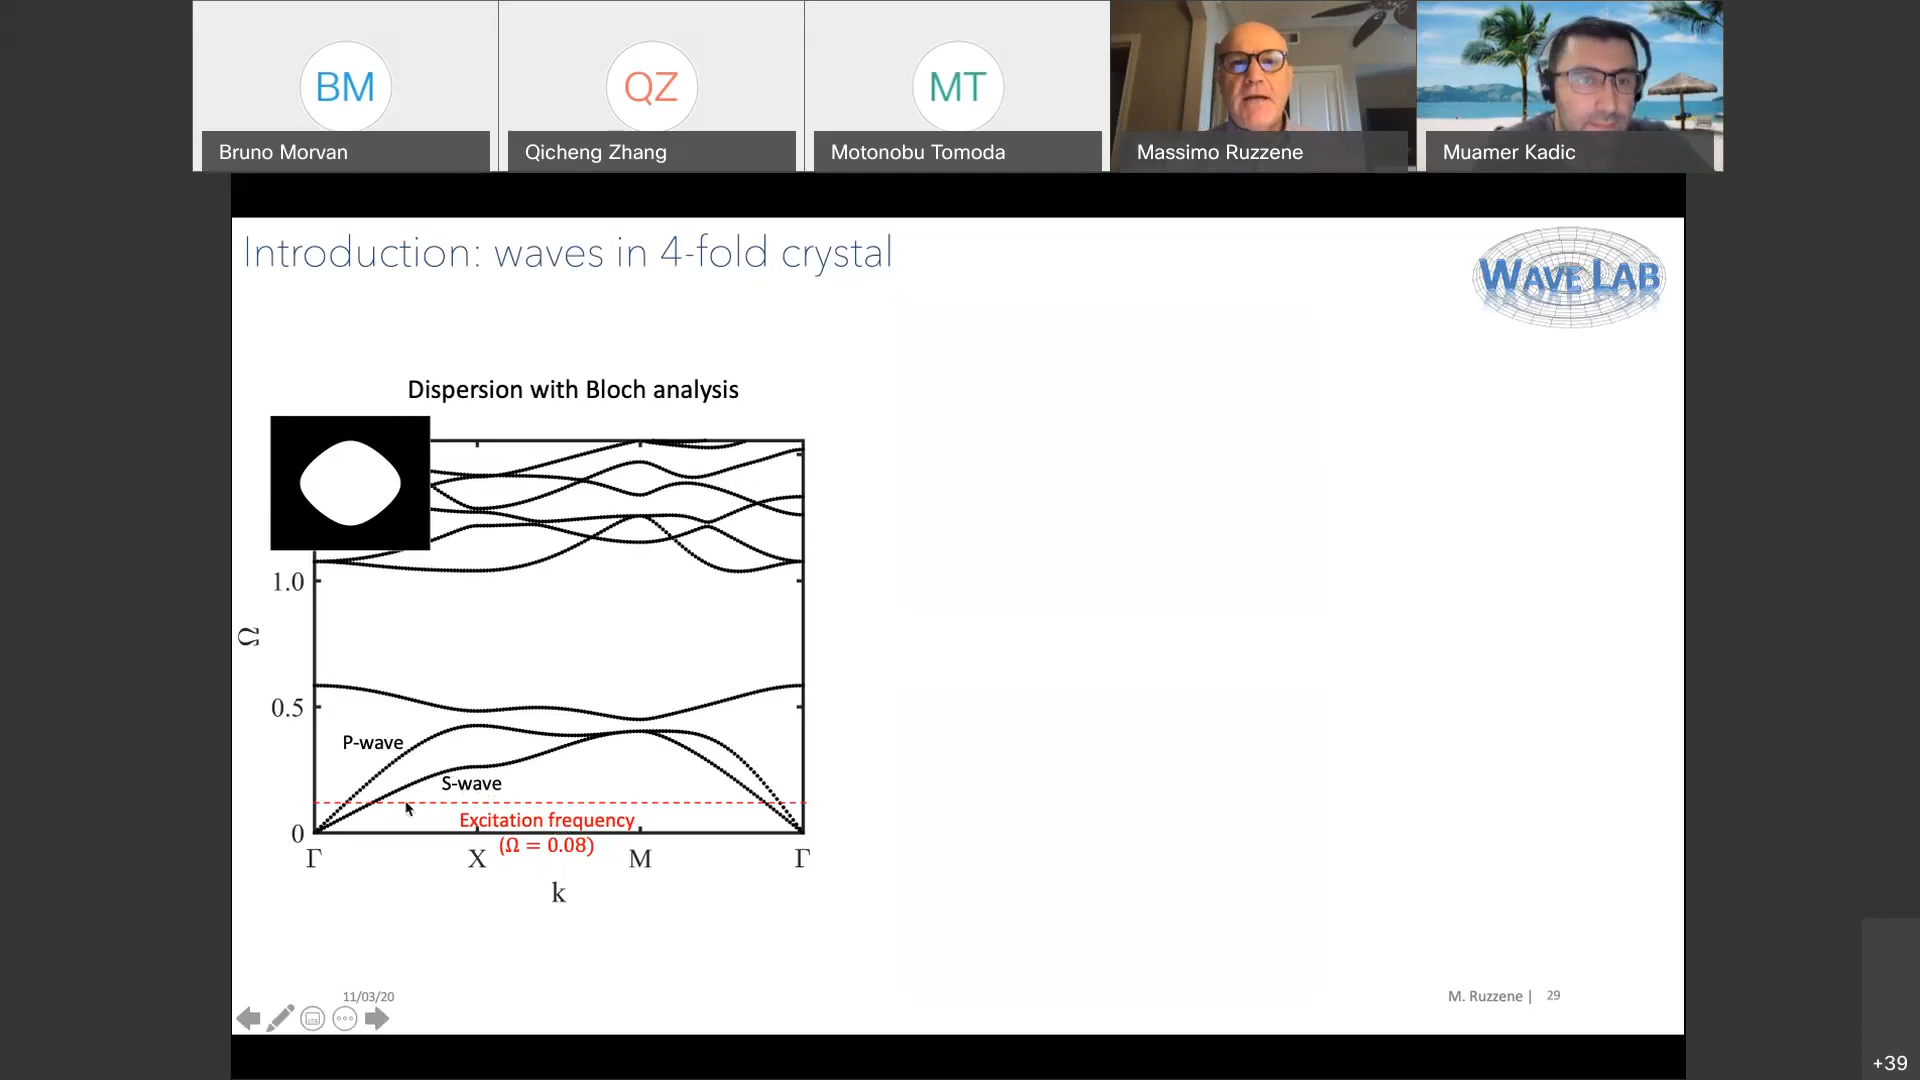 BM
QZ
MT
Bruno Morvan
Qicheng Zhang
Motonobu Tomoda
Massimo Ruzzene
Muamer Kadic
Introduction: waves in 4-fold crystal
WAVE LAB
Dispersion with Bloch analysis
1.0
Ω
0.5
P-wave
S-wave
Excitation frequency
(Ω = 0.08)
0
Γ X M Γ
k
11/03/20
M. Ruzzene | 29
+39